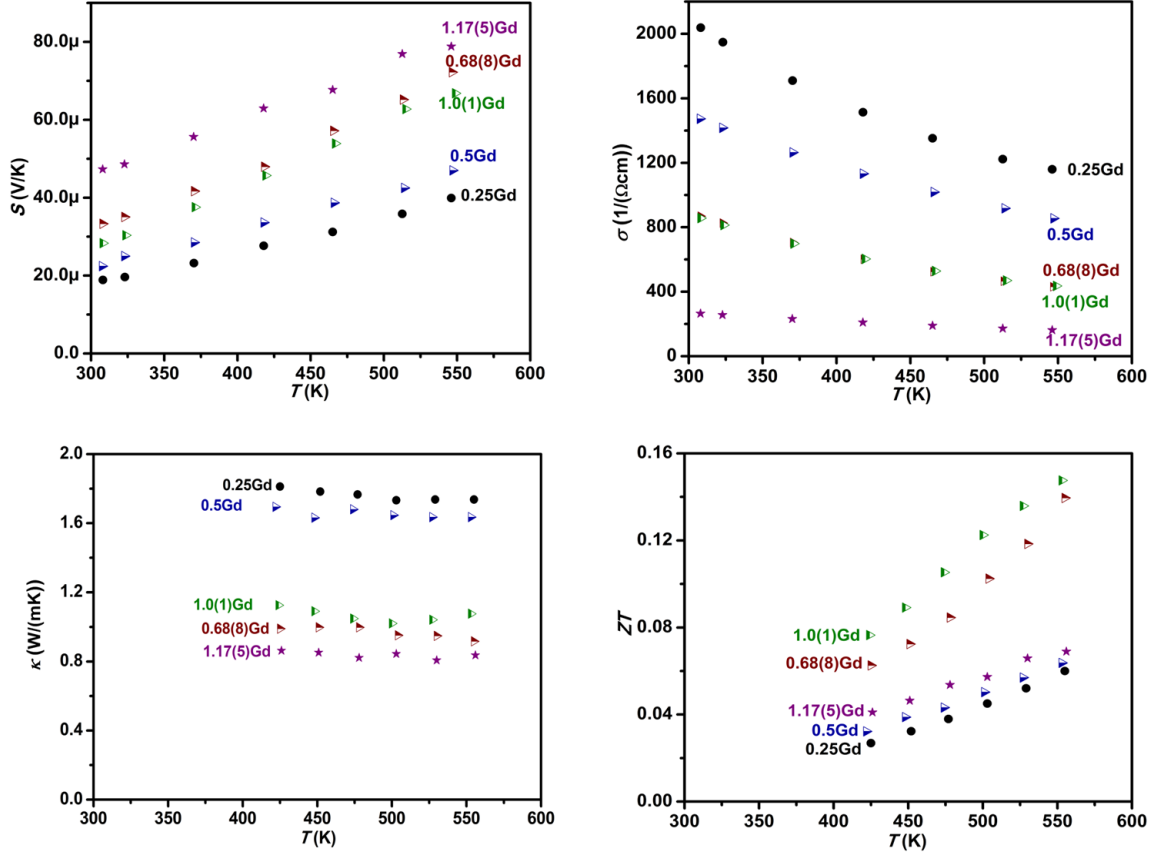 80.0µ
60.0µ
40.0µ
20.0µ
0.0
S (V/K)
1.17(5)Gd
0.68(8)Gd
1.0(1)Gd
0.5Gd
0.25Gd
300 350 400 450 500 550 600
T (K)
2000
1600
1200
800
400
0
σ (1/(Ωcm))
0.25Gd
0.5Gd
0.68(8)Gd
1.0(1)Gd
1.17(5)Gd
300 350 400 450 500 550 600
T (K)
2.0
1.6
1.2
0.8
0.4
0.0
κ (W/(mK))
0.25Gd
0.5Gd
1.0(1)Gd
0.68(8)Gd
1.17(5)Gd
300 350 400 450 500 550 600
T (K)
0.16
0.12
0.08
0.04
0.00
ZT
1.0(1)Gd
0.68(8)Gd
1.17(5)Gd
0.5Gd
0.25Gd
300 350 400 450 500 550 600
T (K)